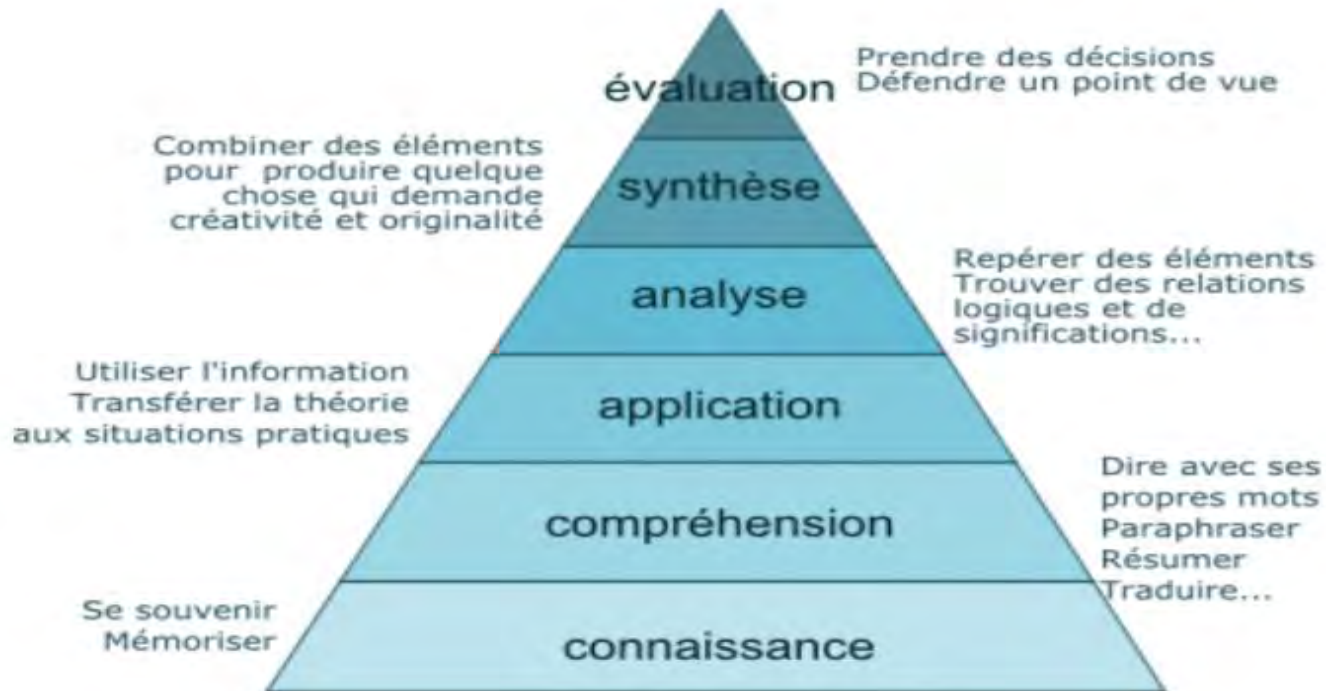 évaluation
Prendre des décisions
Défendre un point de vue
Combiner des éléments
pour produire quelque
chose qui demande
créativité et originalité
synthèse
analyse
Repérer des éléments
Trouver des relations
logiques et de
significations...
Utiliser l'information
Transférer la théorie
aux situations pratiques
application
compréhension
Dire avec ses
propres mots
Paraphraser
Résumer
Traduire...
Se souvenir
Mémoriser
connaissance